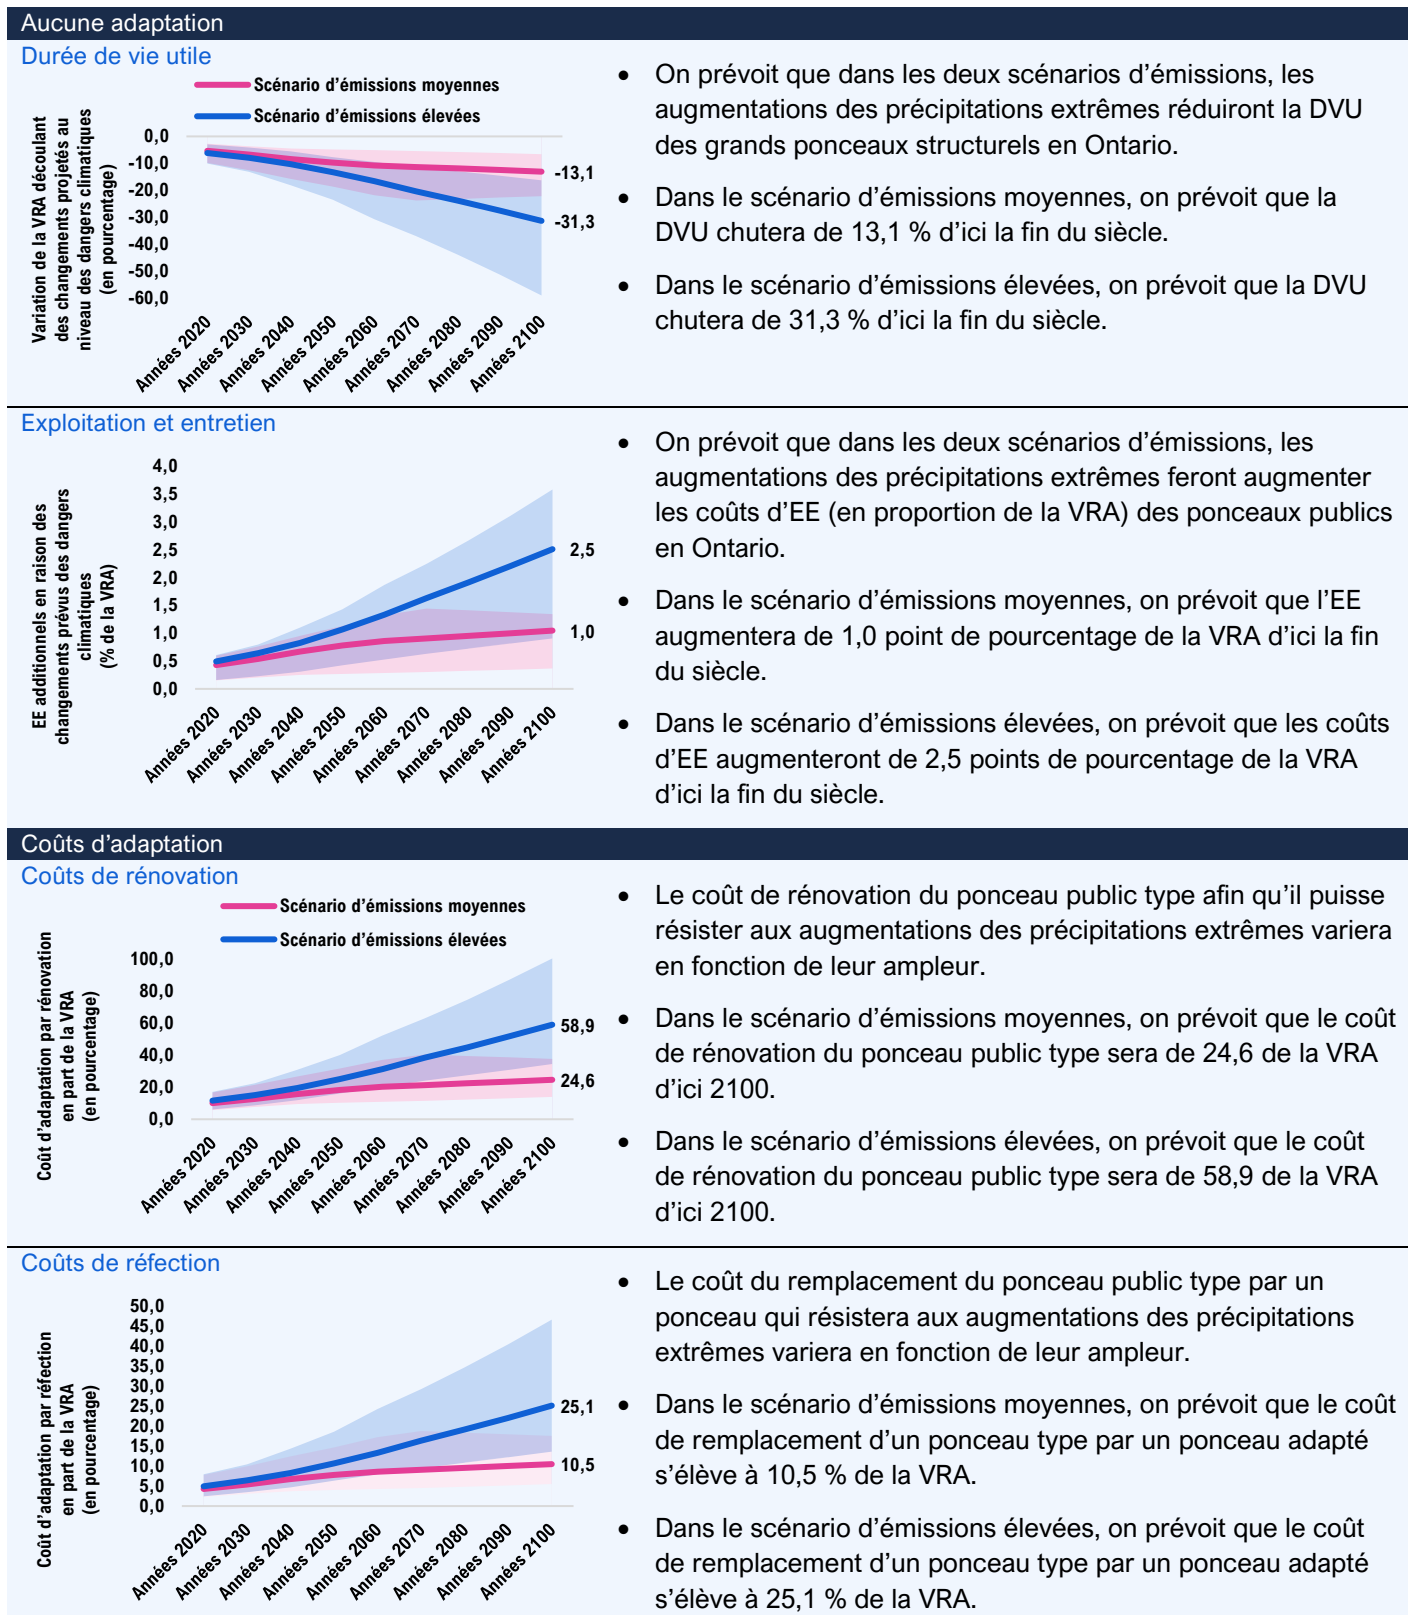 Aucune adaptation
Durée de vie utile
Scénario d'émissions moyennes
Scénario d'émissions élevées
Variation de la VRA découlant
des changements projetés au
niveau des dangers climatiques
(en pourcentage)
0,0
-10,0
-20,0
-30,0
-40,0
-50,0
-60,0
-13,1
-31,3
Années 2020
Années 2030
Années 2040
Années 2050
Années 2060
Années 2070
Années 2080
Années 2090
Années 2100
• On prévoit que dans les deux scénarios d'émissions, les
augmentations des précipitations extrêmes réduiront la DVU
des grands ponceaux structurels en Ontario.
• Dans le scénario d'émissions moyennes, on prévoit que la
DVU chutera de 13,1 % d'ici la fin du siècle.
• Dans le scénario d'émissions élevées, on prévoit que la DVU
chutera de 31,3 % d'ici la fin du siècle.
Exploitation et entretien
EE additionnels en raison des
changements prévus des dangers
climatiques
(% de la VRA)
4,0
3,5
3,0
2,5
2,0
1,5
1,0
0,5
0,0
2,5
1,0
Années 2020
Années 2030
Années 2040
Années 2050
Années 2060
Années 2070
Années 2080
Années 2090
Années 2100
• On prévoit que dans les deux scénarios d'émissions, les
augmentations des précipitations extrêmes feront augmenter
les coûts d'EE (en proportion de la VRA) des ponceaux publics
en Ontario.
• Dans le scénario d'émissions moyennes, on prévoit que l'EE
augmentera de 1,0 point de pourcentage de la VRA d'ici la fin
du siècle.
• Dans le scénario d'émissions élevées, on prévoit que les coûts
d'EE augmenteront de 2,5 points de pourcentage de la VRA
d'ici la fin du siècle.
Coûts d'adaptation
Coûts de rénovation
Scénario d'émissions moyennes
Scénario d'émissions élevées
Coût d'adaptation par rénovation
en part de la VRA
(en pourcentage)
100,0
80,0
60,0
40,0
20,0
0,0
58,9
24,6
Années 2020
Années 2030
Années 2040
Années 2050
Années 2060
Années 2070
Années 2080
Années 2090
Années 2100
• Le coût de rénovation du ponceau public type afin qu'il puisse
résister aux augmentations des précipitations extrêmes variera
en fonction de leur ampleur.
• Dans le scénario d'émissions moyennes, on prévoit que le coût
de rénovation du ponceau public type sera de 24,6 de la VRA
d'ici 2100.
• Dans le scénario d'émissions élevées, on prévoit que le coût
de rénovation du ponceau public type sera de 58,9 de la VRA
d'ici 2100.
Coûts de réfection
Coût d'adaptation par réfection
en part de la VRA
(en pourcentage)
50,0
45,0
40,0
35,0
30,0
25,0
20,0
15,0
10,0
5,0
0,0
25,1
10,5
Années 2020
Années 2030
Années 2040
Années 2050
Années 2060
Années 2070
Années 2080
Années 2090
Années 2100
• Le coût du remplacement du ponceau public type par un
ponceau qui résistera aux augmentations des précipitations
extrêmes variera en fonction de leur ampleur.
• Dans le scénario d'émissions moyennes, on prévoit que le coût
de remplacement d'un ponceau type par un ponceau adapté
s'élève à 10,5 % de la VRA.
• Dans le scénario d'émissions élevées, on prévoit que le coût
de remplacement d'un ponceau type par un ponceau adapté
s'élève à 25,1 % de la VRA.